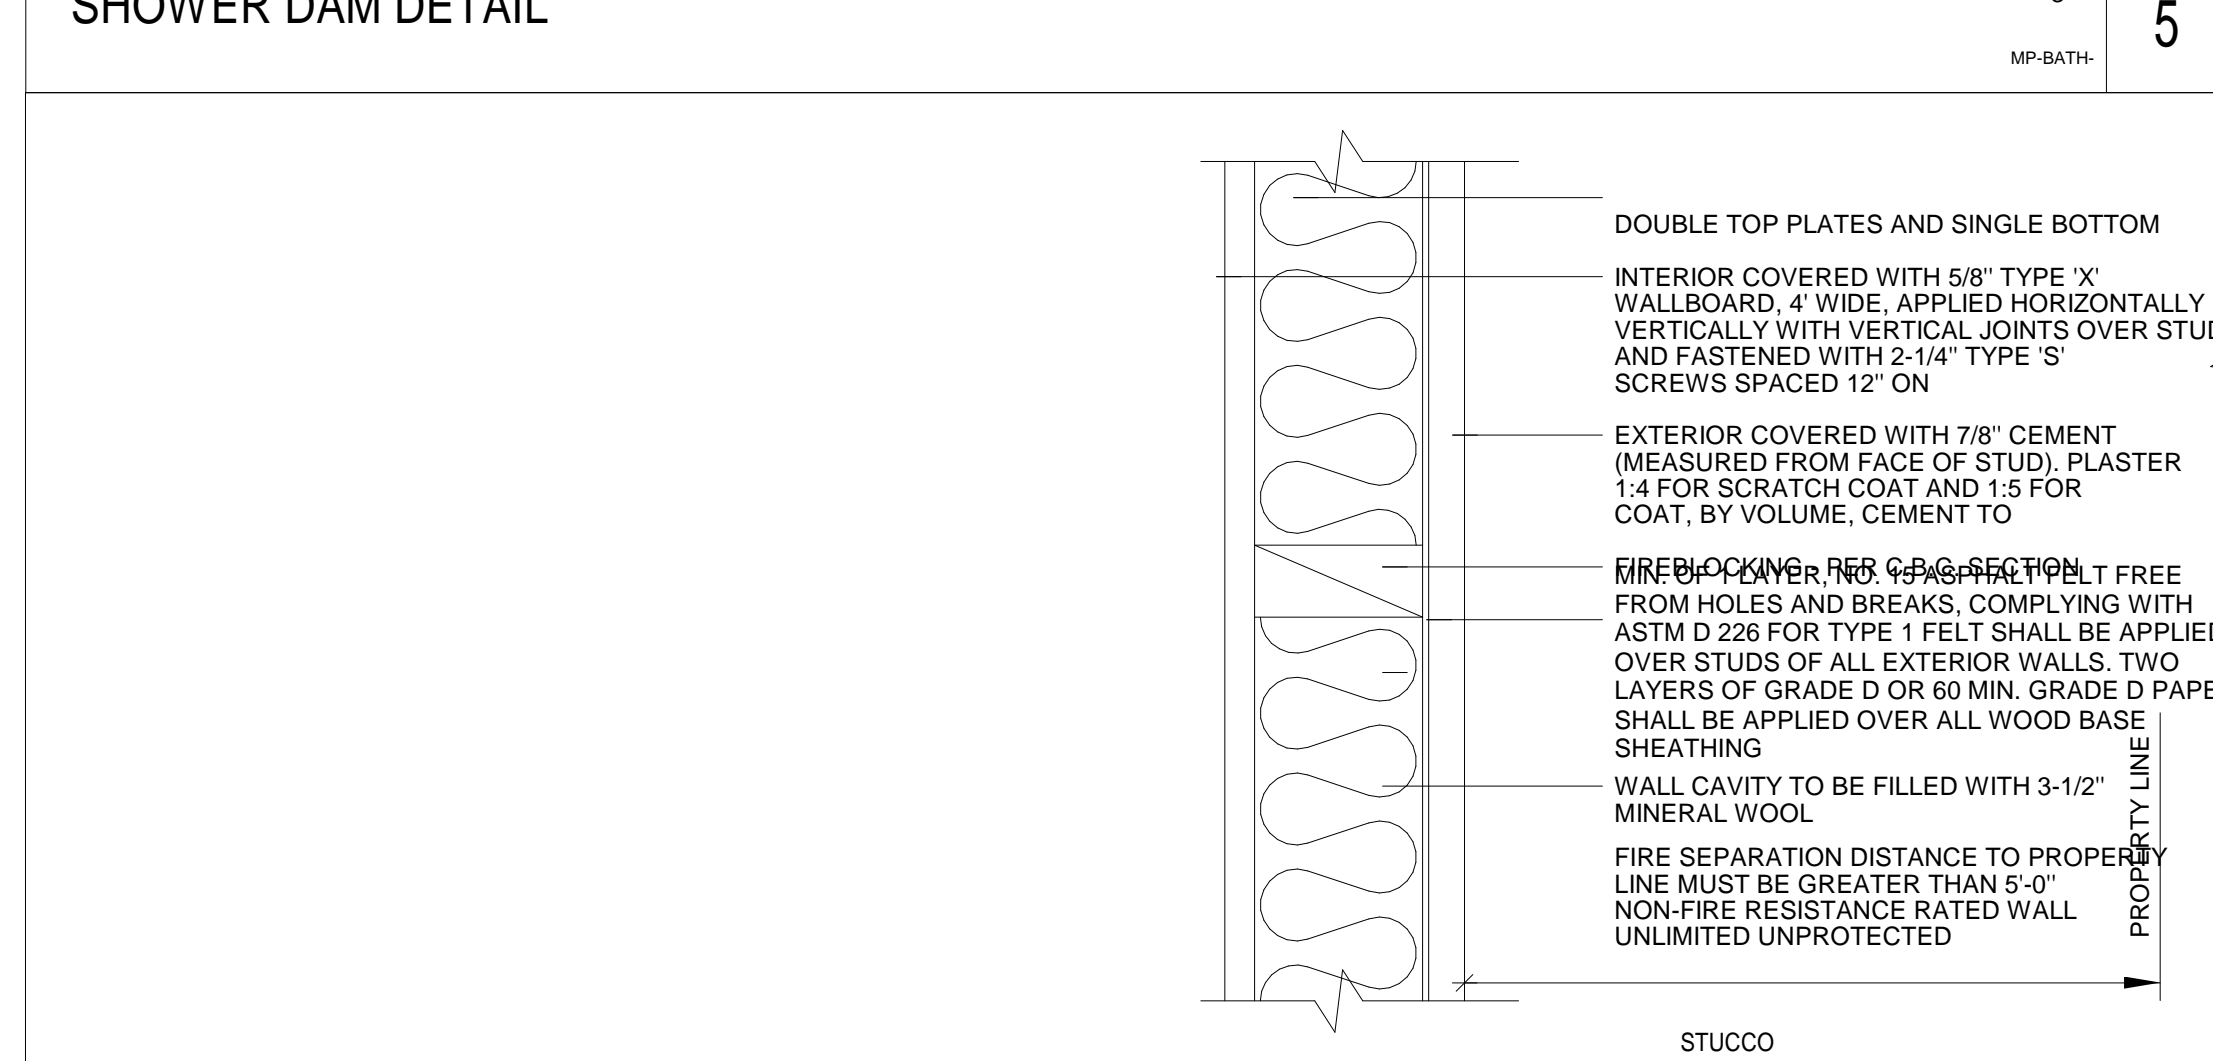 SHOWER DAM DETAIL
5
MP-BATH-
DOUBLE TOP PLATES AND SINGLE BOTTOM
INTERIOR COVERED WITH 5/8" TYPE 'X'
WALLBOARD, 4' WIDE, APPLIED HORIZONTALLY
VERTICALLY WITH VERTICAL JOINTS OVER
AND FASTENED WITH 2-1/4" TYPE 'S'
SCREWS SPACED 12" ON
EXTERIOR COVERED WITH 7/8" CEMENT
(MEASURED FROM FACE OF STUD). PLASTER
1:4 FOR SCRATCH COAT AND 1:5 FOR
COAT, BY VOLUME, CEMENT TO
FIREBLOCKING - PER C.B.C. SECTION
MIN. OF 1 LAYER, NO. 15 ASPHALT FELT FREE
FROM HOLES AND BREAKS, COMPLYING WITH
ASTM D 226 FOR TYPE 1 FELT SHALL BE APPLIED
OVER STUDS OF ALL EXTERIOR WALLS. TWO
LAYERS OF GRADE D OR 60 MIN. GRADE D
SHALL BE APPLIED OVER ALL WOOD BASE
SHEATHING
WALL CAVITY TO BE FILLED WITH 3-1/2"
MINERAL WOOL
FIRE SEPARATION DISTANCE TO PROPERTY
LINE MUST BE GREATER THAN 5'-0"
NON-FIRE RESISTANCE RATED WALL
UNLIMITED UNPROTECTED
PROPERTY LINE
STUCCO